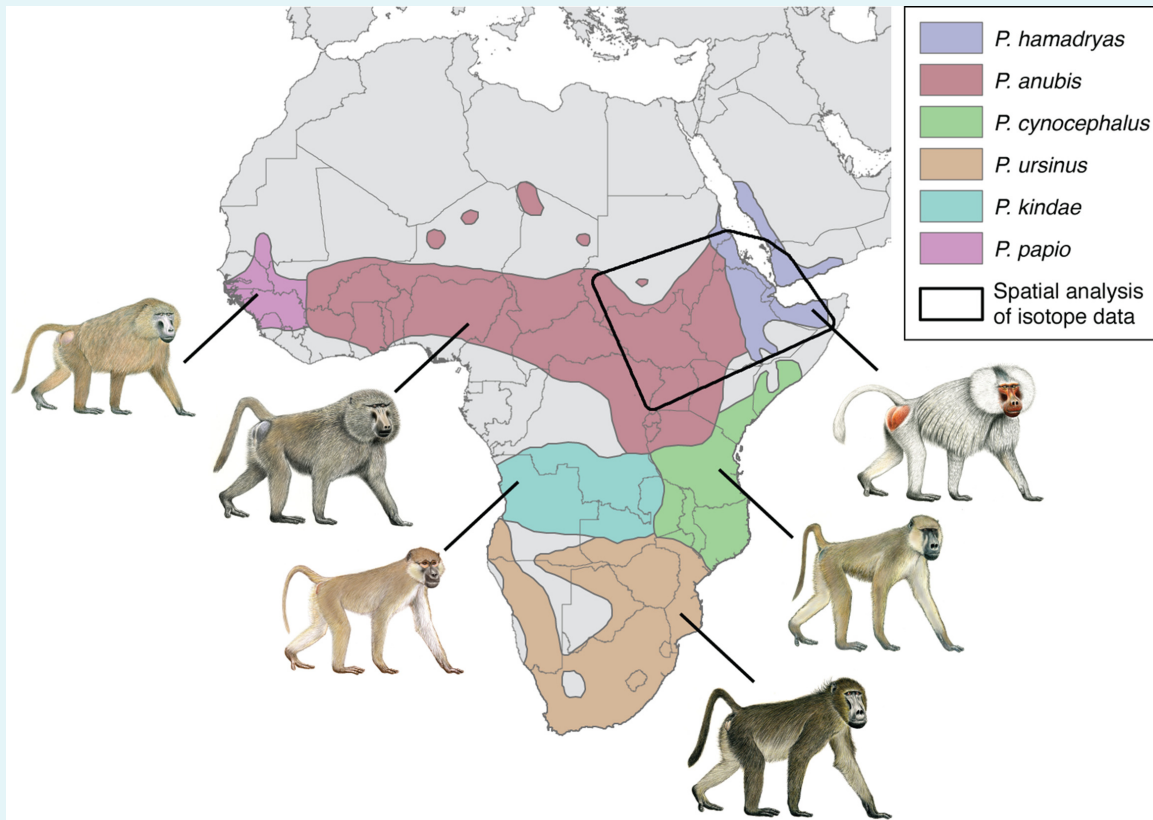 P. hamadryas
P. anubis
P. cynocephalus
P. ursinus
P. kindae
P. papio
Spatial analysis
of isotope data